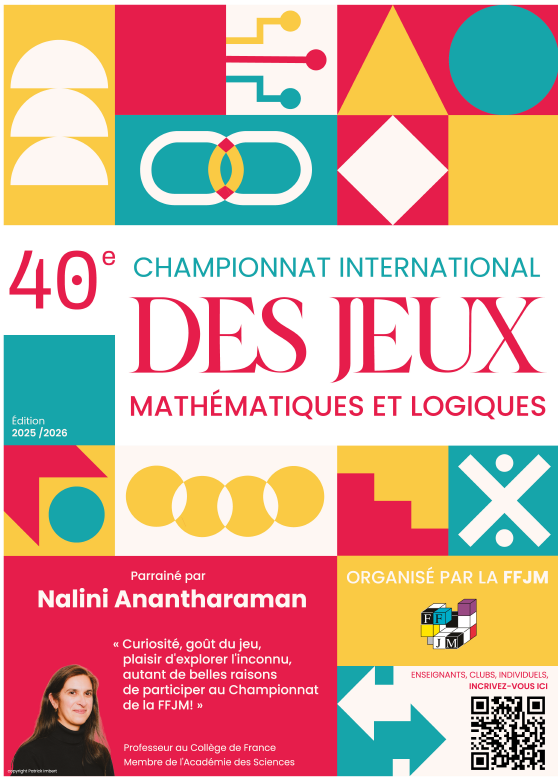 40e
CHAMPIONNAT INTERNATIONAL
DES JEUX
MATHÉMATIQUES ET LOGIQUES
Édition
2025 /2026
Parrainé par
Nalini Anantharaman
« Curiosité, goût du jeu,
plaisir d'explorer l'inconnu,
autant de belles raisons
de participer au Championnat
de la FFJM! »
Professeur au Collège de France
Membre de l'Académie des Sciences
copyright Patrick Imbert
ORGANISÉ PAR LA FFJM
FF
JM
ENSEIGNANTS, CLUBS, INDIVIDUELS,
INCRIVEZ-VOUS ICI